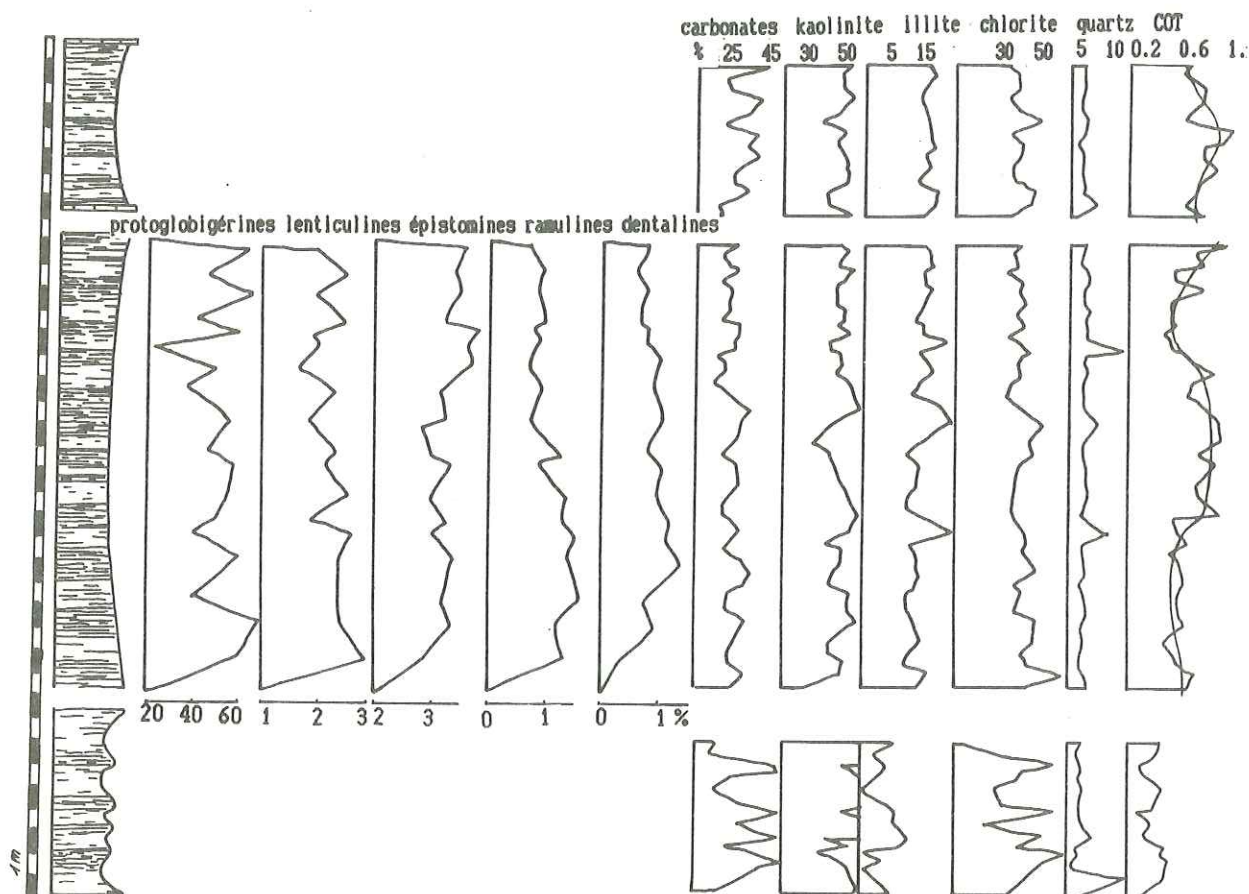 carbonates kaolinite illite chlorite quartz COT
% 25 45 30 50 5 15 30 50 5 10 0.2 0.6 1.
protoglobigérines lenticulines épistomines ramulines dentalines
20 40 60 1 2 3 2 3 0 1 0 1 %
1m